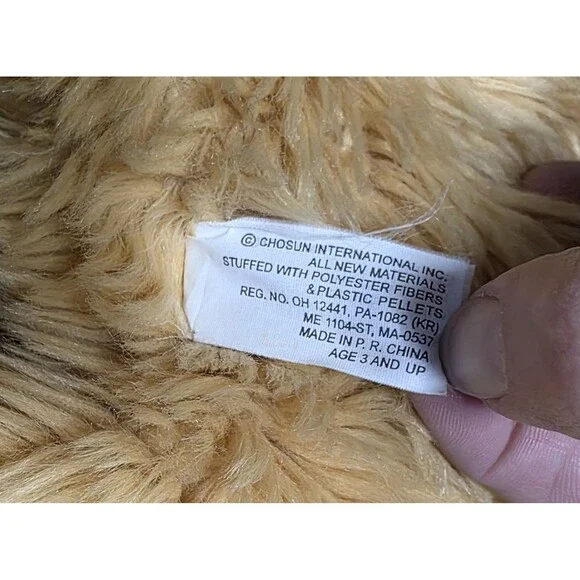 © CHOSUN INTERNATIONAL INC.
ALL NEW MATERIALS
STUFFED WITH POLYESTER FIBERS
& PLASTIC PELLETS
REG. NO. OH 12441, PA-1082 (KR)
ME 1104-ST, MA-0537
MADE IN P. R. CHINA
AGE 3 AND UP